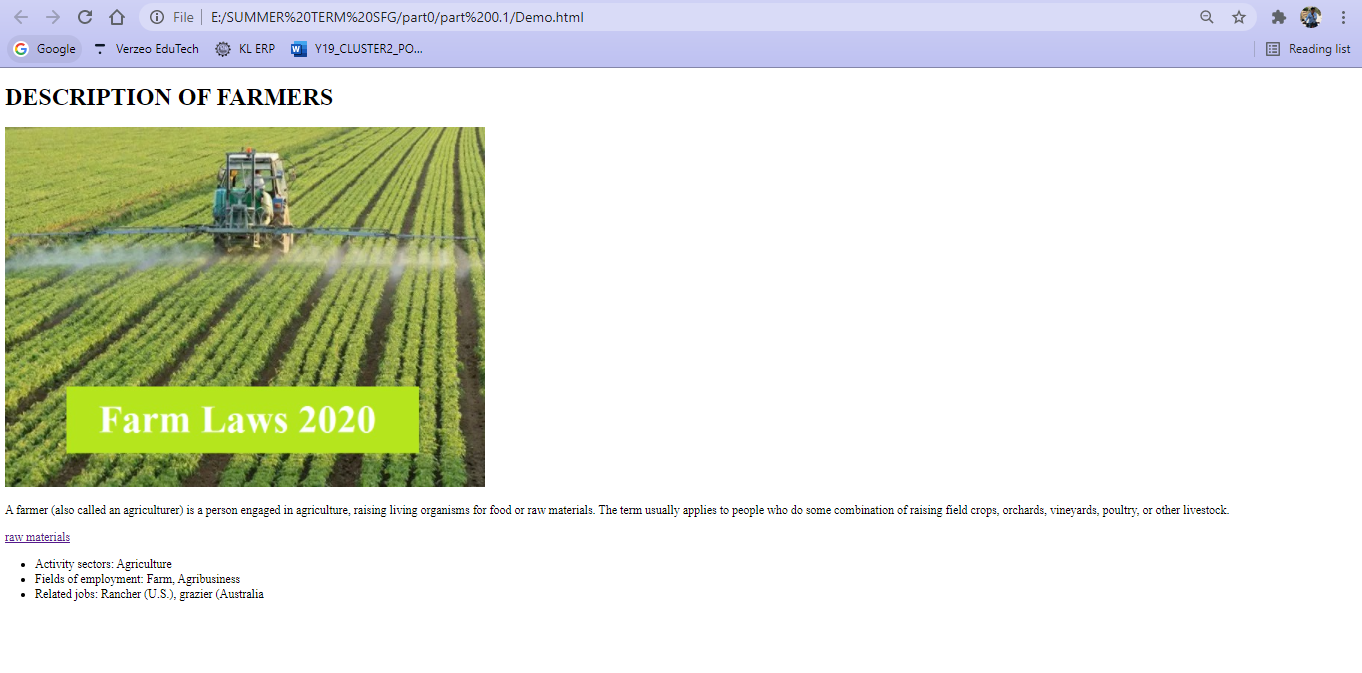 File E:/SUMMER%20TERM%20SFG/part0/part%200.1/Demo.html
Google Verzeo EduTech KL ERP Y19_CLUSTER2_PO... Reading list
DESCRIPTION OF FARMERS
Farm Laws 2020
A farmer (also called an agriculturer) is a person engaged in agriculture, raising living organisms for food or raw materials. The term usually applies to people who do some combination of raising field crops, orchards, vineyards, poultry, or other livestock.
raw materials
Activity sectors: Agriculture
Fields of employment: Farm, Agribusiness
Related jobs: Rancher (U.S.), grazier (Australia